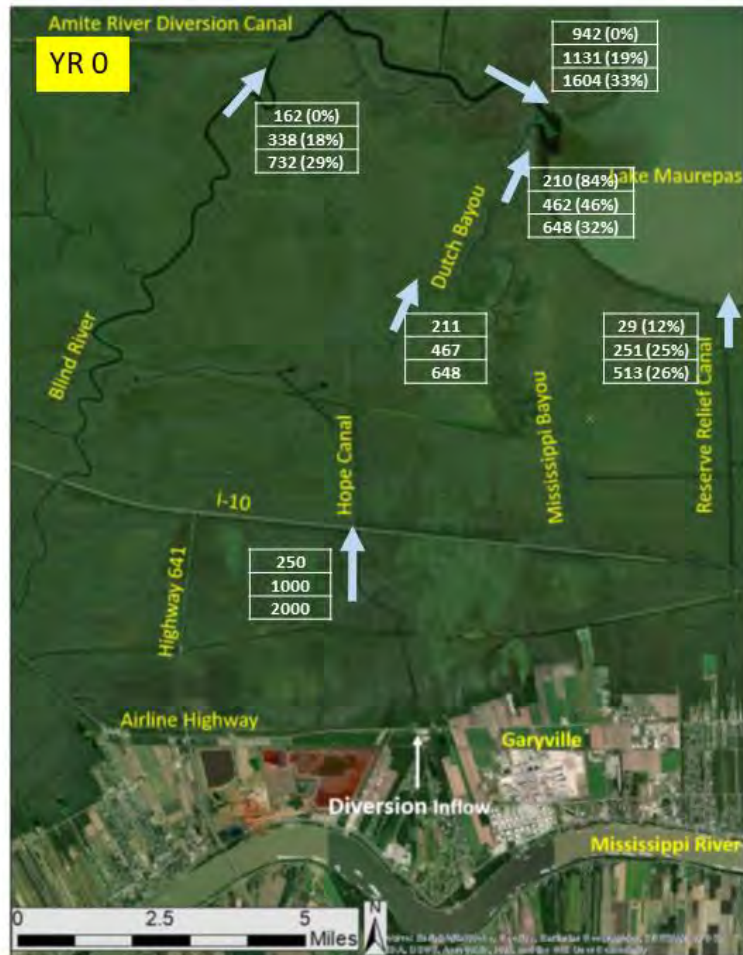 Amite River Diversion Canal
YR 0
942 (0%)
1131 (19%)
1604 (33%)
162 (0%)
338 (18%)
732 (29%)
210 (84%)
462 (46%)
648 (32%)
Lake Maurepas
Dutch Bayou
211
467
648
29 (12%)
251 (25%)
513 (26%)
Blind River
Hope Canal
Mississippi Bayou
Reserve Relief Canal
I-10
Highway 641
250
1000
2000
Airline Highway
Garyville
Diversion Inflow
Mississippi River
0 2.5 5
Miles
N